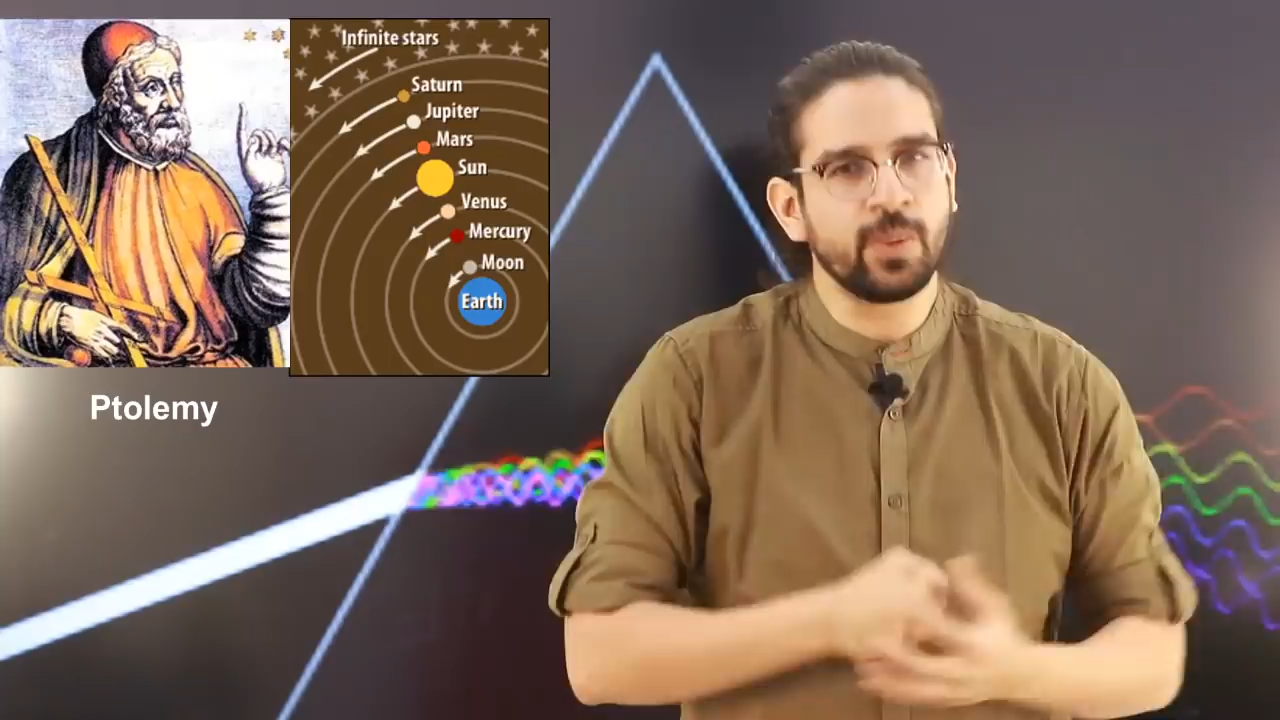 Infinite stars
Saturn
Jupiter
Mars
Sun
Venus
Mercury
Moon
Earth
Ptolemy